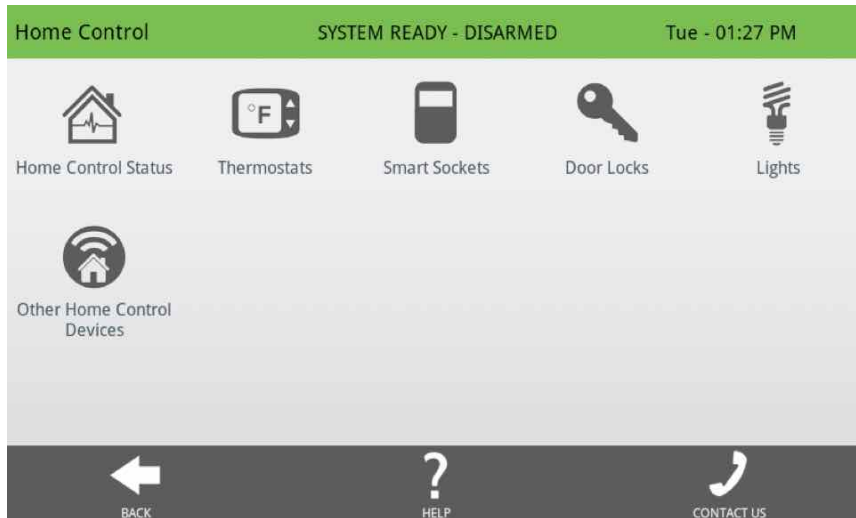 Home Control SYSTEM READY - DISARMED Tue - 01:27 PM
°F
Home Control Status Thermostats Smart Sockets Door Locks Lights
Other Home Control
Devices
?
BACK HELP CONTACT US